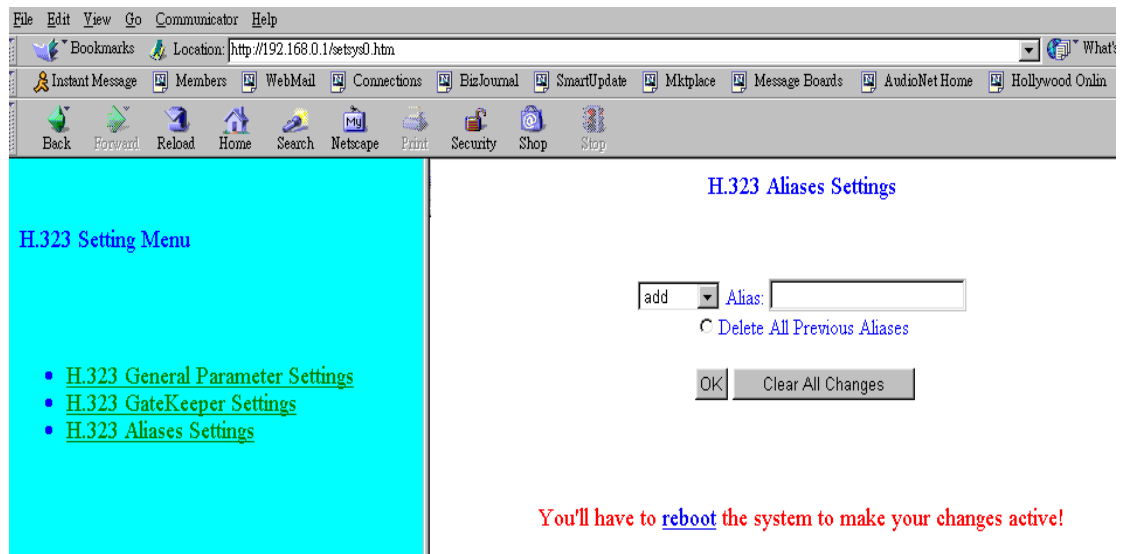 File Edit View Go Communicator Help
Bookmarks Location: http://192.168.0.1/setsys0.htm What's
Instant Message Members WebMail Connections BizJournal SmartUpdate Mktplace Message Boards AudioNet Home Hollywood Onlin
My
Back Forward Reload Home Search Netscape Print Security Shop Stop
H.323 Aliases Settings
H.323 Setting Menu
add Alias:
Delete All Previous Aliases
H.323 General Parameter Settings
H.323 GateKeeper Settings
H.323 Aliases Settings
OK Clear All Changes
You'll have to reboot the system to make your changes active!